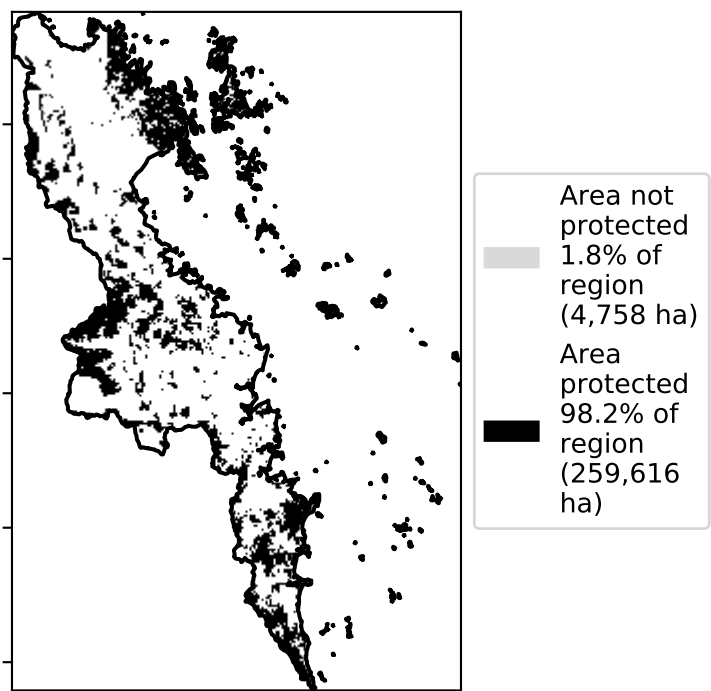 Area not
protected
1.8% of
region
(4,758 ha)
Area
protected
98.2% of
region
(259,616
ha)